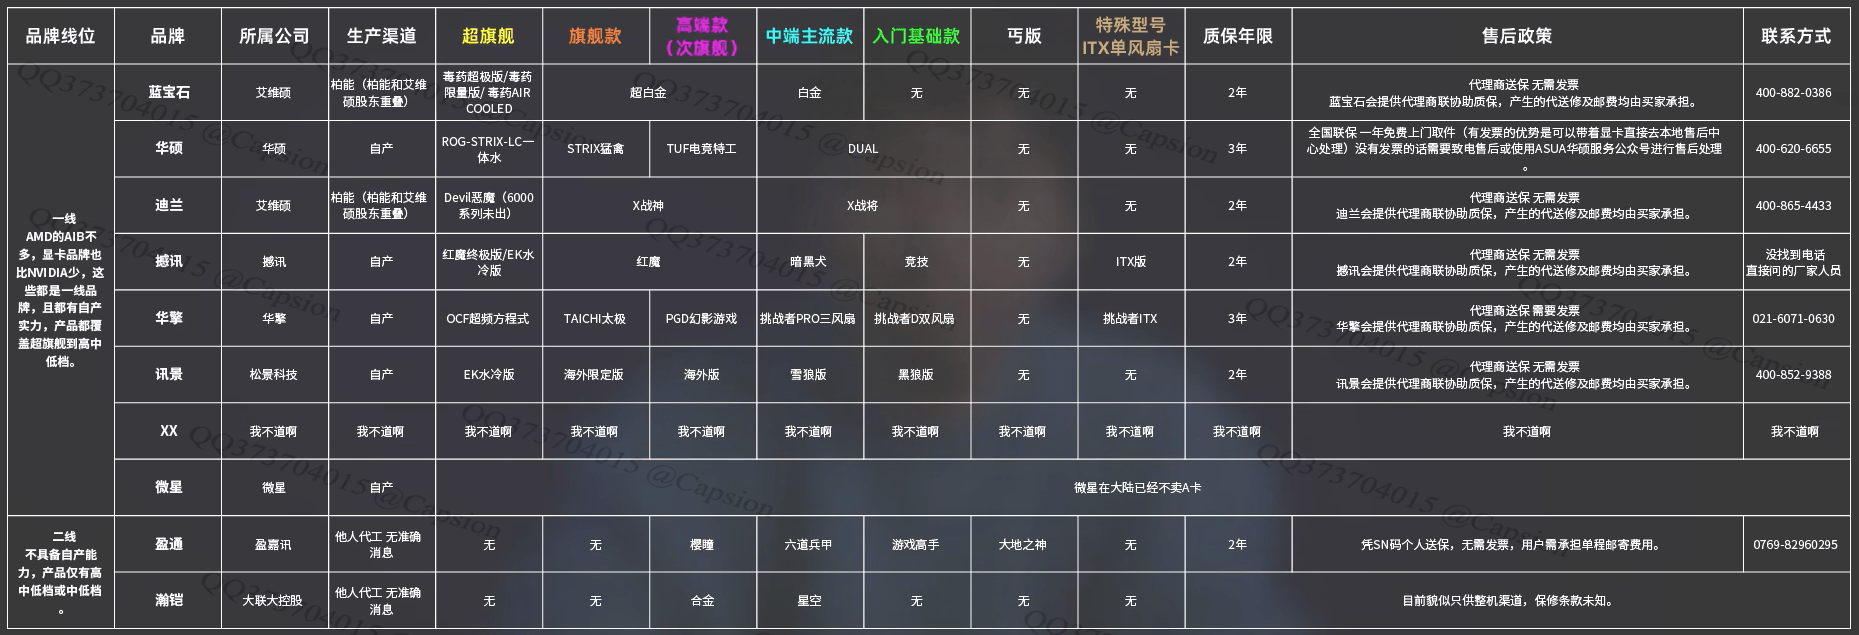 品牌线位 品牌 所属公司 生产渠道 超旗舰 旗舰款 高端款（次旗舰） 中端主流款 入门基础款 丐版 特殊型号ITX单风扇卡 质保年限 售后政策 联系方式
一线
AMD的AIB不
多，显卡品牌也
比NVIDIA少，这
些都是一线品
牌，且都有自产
实力，产品都覆
盖超旗舰到高中
低档。
蓝宝石 艾维硕 柏能（柏能和艾维硕股东重叠） 毒药超极版/毒药限量版/ 毒药AIR COOLED 超白金 白金 无 无 无 2年
代理商送保 无需发票
蓝宝石会提供代理商联协助质保，产生的代送修及邮费均由买家承担。
400-882-0386
华硕 华硕 自产 ROG-STRIX-LC一体水 STRIX猛禽 TUF电竞特工 DUAL 无 无 3年
全国联保 一年免费上门取件（有发票的优势是可以带着显卡直接去本地售后中
心处理）没有发票的话需要致电售后或使用ASUA华硕服务公众号进行售后处理
。
400-620-6655
迪兰 艾维硕 柏能（柏能和艾维硕股东重叠） Devil恶魔（6000系列未出） X战神 X战将 无 无 2年
代理商送保 无需发票
迪兰会提供代理商联协助质保，产生的代送修及邮费均由买家承担。
400-865-4433
撼讯 撼讯 自产 红魔终极版/EK水冷版 红魔 暗黑犬 竞技 无 ITX版 2年
代理商送保 无需发票
撼讯会提供代理商联协助质保，产生的代送修及邮费均由买家承担。
没找到电话
直接问的厂家人员
华擎 华擎 自产 OCF超频方程式 TAICHI太极 PGD幻影游戏 挑战者PRO三风扇 挑战者D双风扇 无 挑战者ITX 3年
代理商送保 需要发票
华擎会提供代理商联协助质保，产生的代送修及邮费均由买家承担。
021-6071-0630
讯景 松景科技 自产 EK水冷版 海外限定版 海外版 雪狼版 黑狼版 无 无 2年
代理商送保 无需发票
讯景会提供代理商联协助质保，产生的代送修及邮费均由买家承担。
400-852-9388
XX 我不道啊 我不道啊 我不道啊 我不道啊 我不道啊 我不道啊 我不道啊 我不道啊 我不道啊 我不道啊 我不道啊 我不道啊
微星 微星 自产 微星在大陆已经不卖A卡
二线
不具备自产能
力，产品仅有高
中低档或中低档
。
盈通 盈嘉讯 他人代工 无准确消息 无 无 樱瞳 六道兵甲 游戏高手 大地之神 无 2年 凭SN码个人送保，无需发票，用户需承担单程邮寄费用。 0769-82960295
瀚铠 大联大控股 他人代工 无准确消息 无 无 合金 星空 无 无 无 目前貌似只供整机渠道，保修条款未知。
QQ373704015 @Capsion